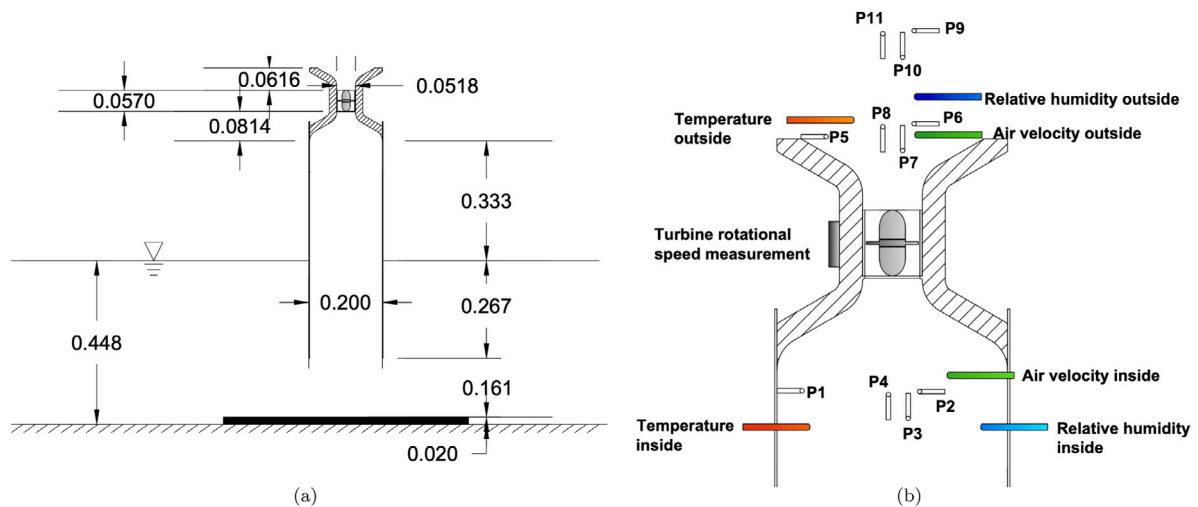 0.0616
0.0518
0.0570
0.0814
0.333
0.200
0.267
0.448
0.161
0.020
(a)
P11
P9
P10
Relative humidity outside
Temperature
outside
P8
P6
P5
Air velocity outside
P7
Turbine rotational
speed measurement
Air velocity inside
P1
P4
P2
P3
Temperature
inside
Relative humidity
inside
(b)